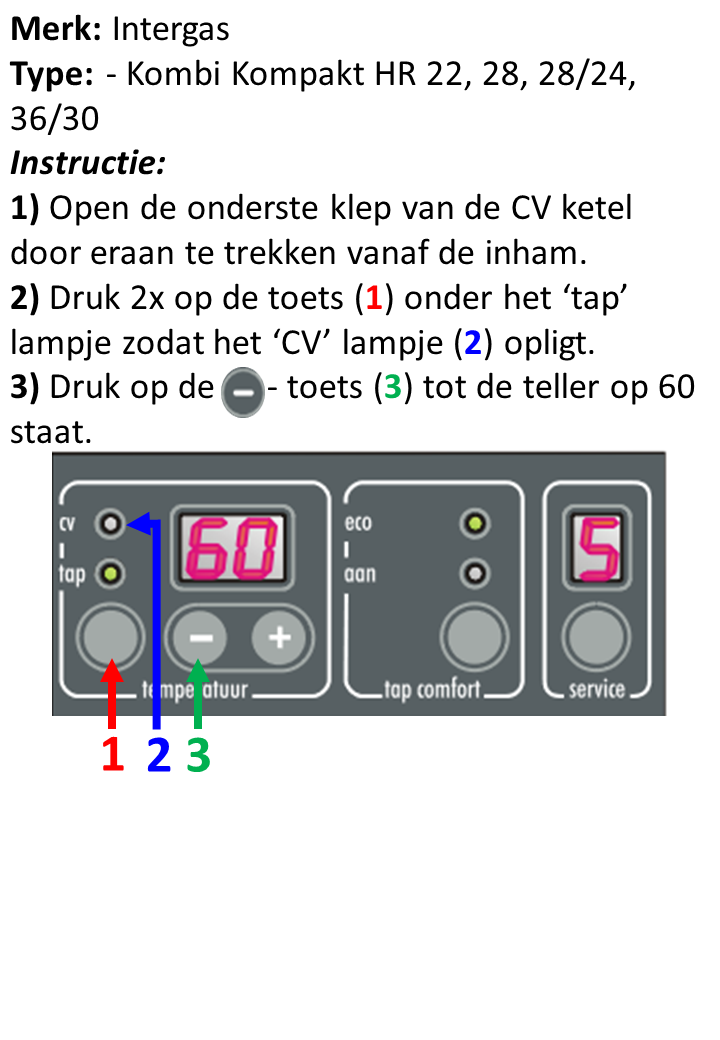 Merk: Intergas
Type: - Kombi Kompakt HR 22, 28, 28/24,
36/30
Instructie:
1) Open de onderste klep van de CV ketel
door eraan te trekken vanaf de inham.
2) Druk 2x op de toets (1) onder het ‘tap’
lampje zodat het ‘CV’ lampje (2) opligt.
3) Druk op de - toets (3) tot de teller op 60
staat.
cv 60 eco 5
tap aan
− +
temperatuur tap comfort service
1 2 3